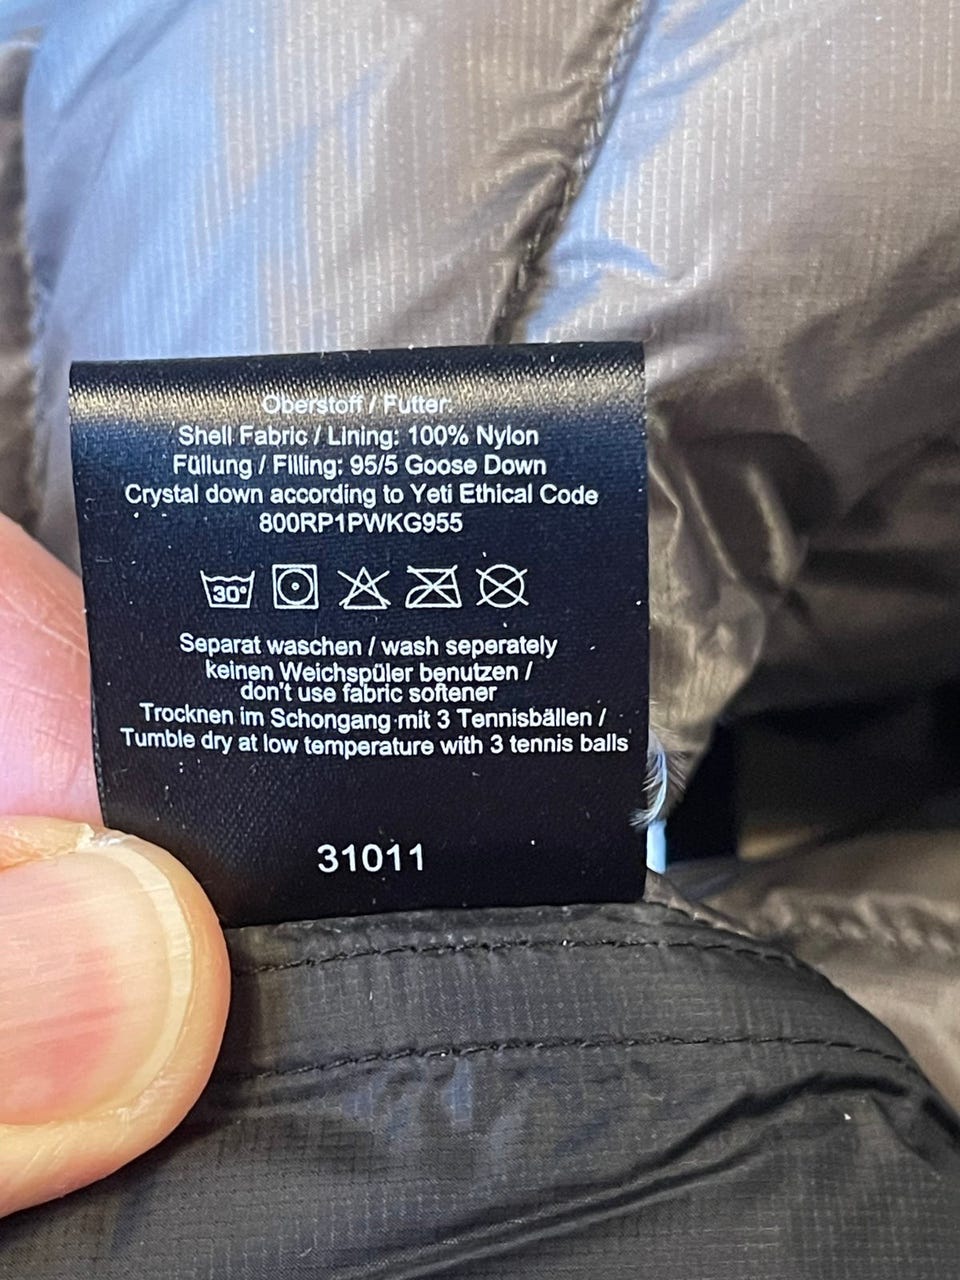 Oberstoff / Futter:
Shell Fabric / Lining: 100% Nylon
Füllung / Filling: 95/5 Goose Down
Crystal down according to Yeti Ethical Code
800RP1PWKG955
30°
Separat waschen / wash seperately
keinen Weichspüler benutzen /
don't use fabric softener
Trocknen im Schongang mit 3 Tennisbällen /
Tumble dry at low temperature with 3 tennis balls
31011